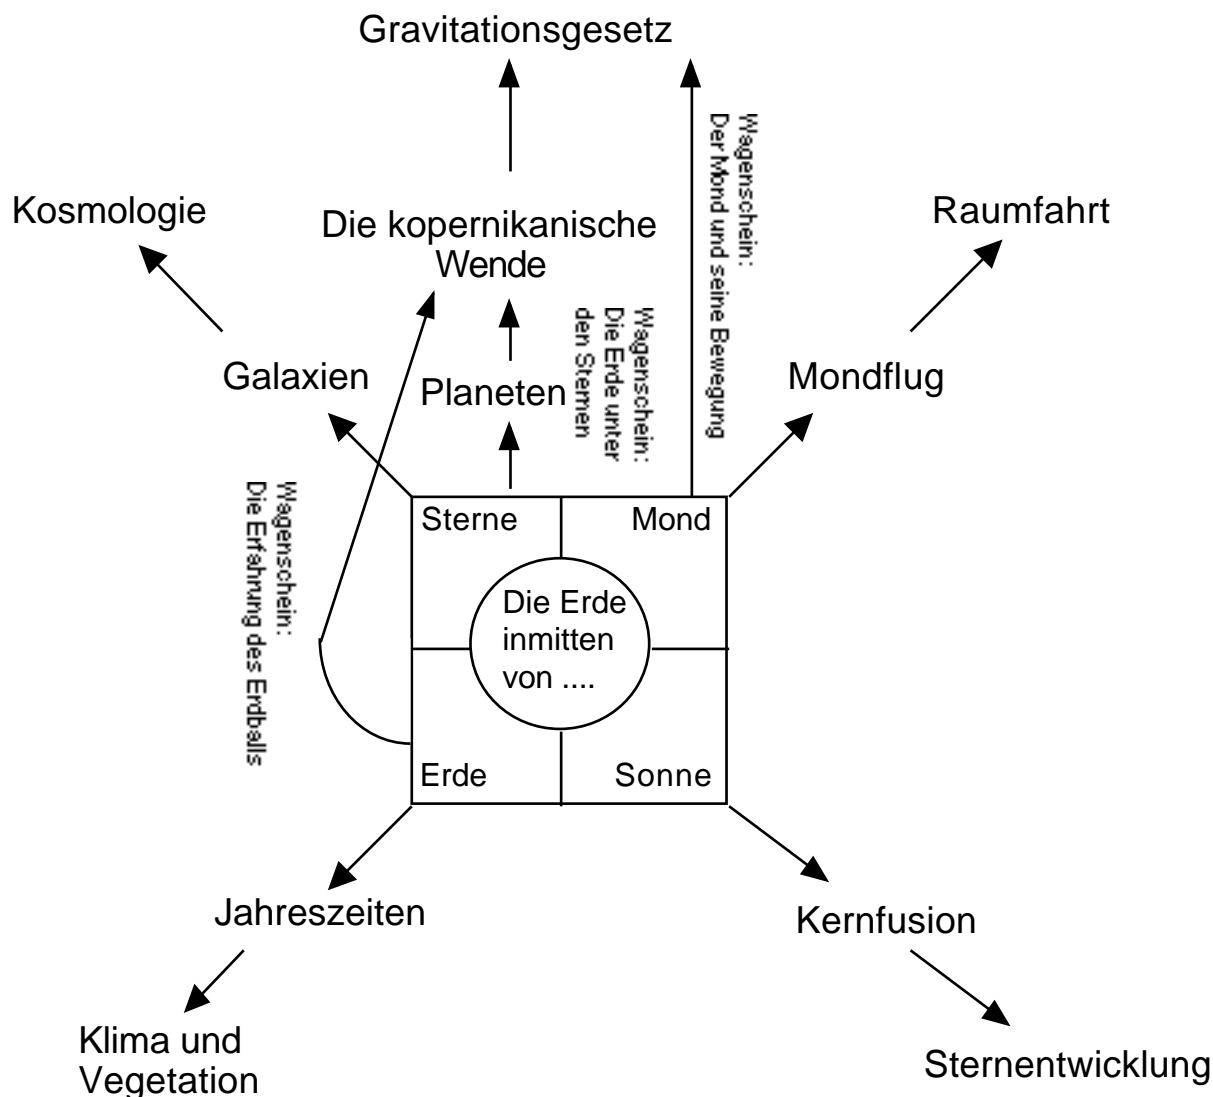 Gravitationsgesetz
Wagenschein:
Der Mond und seine Bewegung
Kosmologie
Die kopernikanische
Wende
Raumfahrt
Wagenschein:
Die Erde unter
den Sternen
Galaxien
Planeten
Mondflug
Wagenschein:
Die Erfahrung des Erdballs
Sterne
Mond
Die Erde
inmitten
von ....
Erde
Sonne
Jahreszeiten
Kernfusion
Klima und
Vegetation
Sternentwicklung